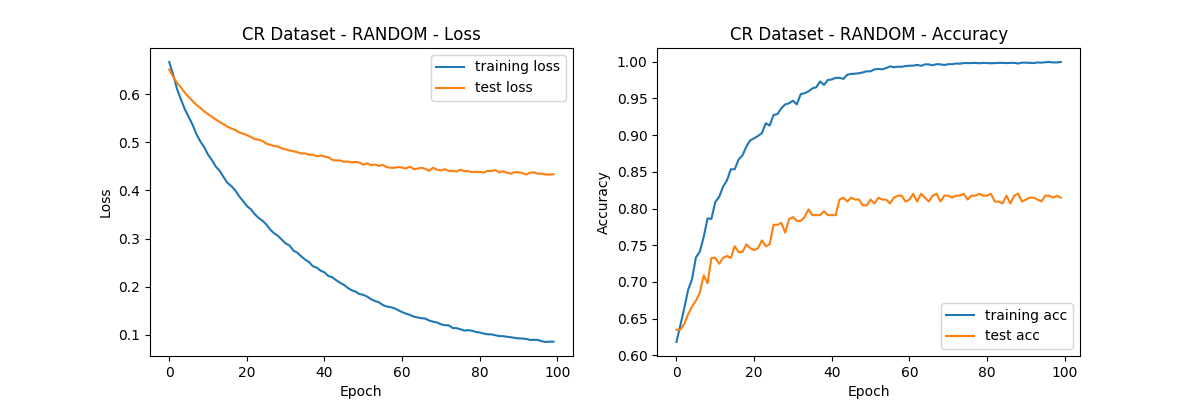 CR Dataset - RANDOM - Loss
training loss
test loss
0.6
0.5
0.4
0.3
0.2
0.1
Loss
0 20 40 60 80 100
Epoch
CR Dataset - RANDOM - Accuracy
1.00
0.95
0.90
0.85
0.80
0.75
0.70
0.65
0.60
Accuracy
training acc
test acc
0 20 40 60 80 100
Epoch